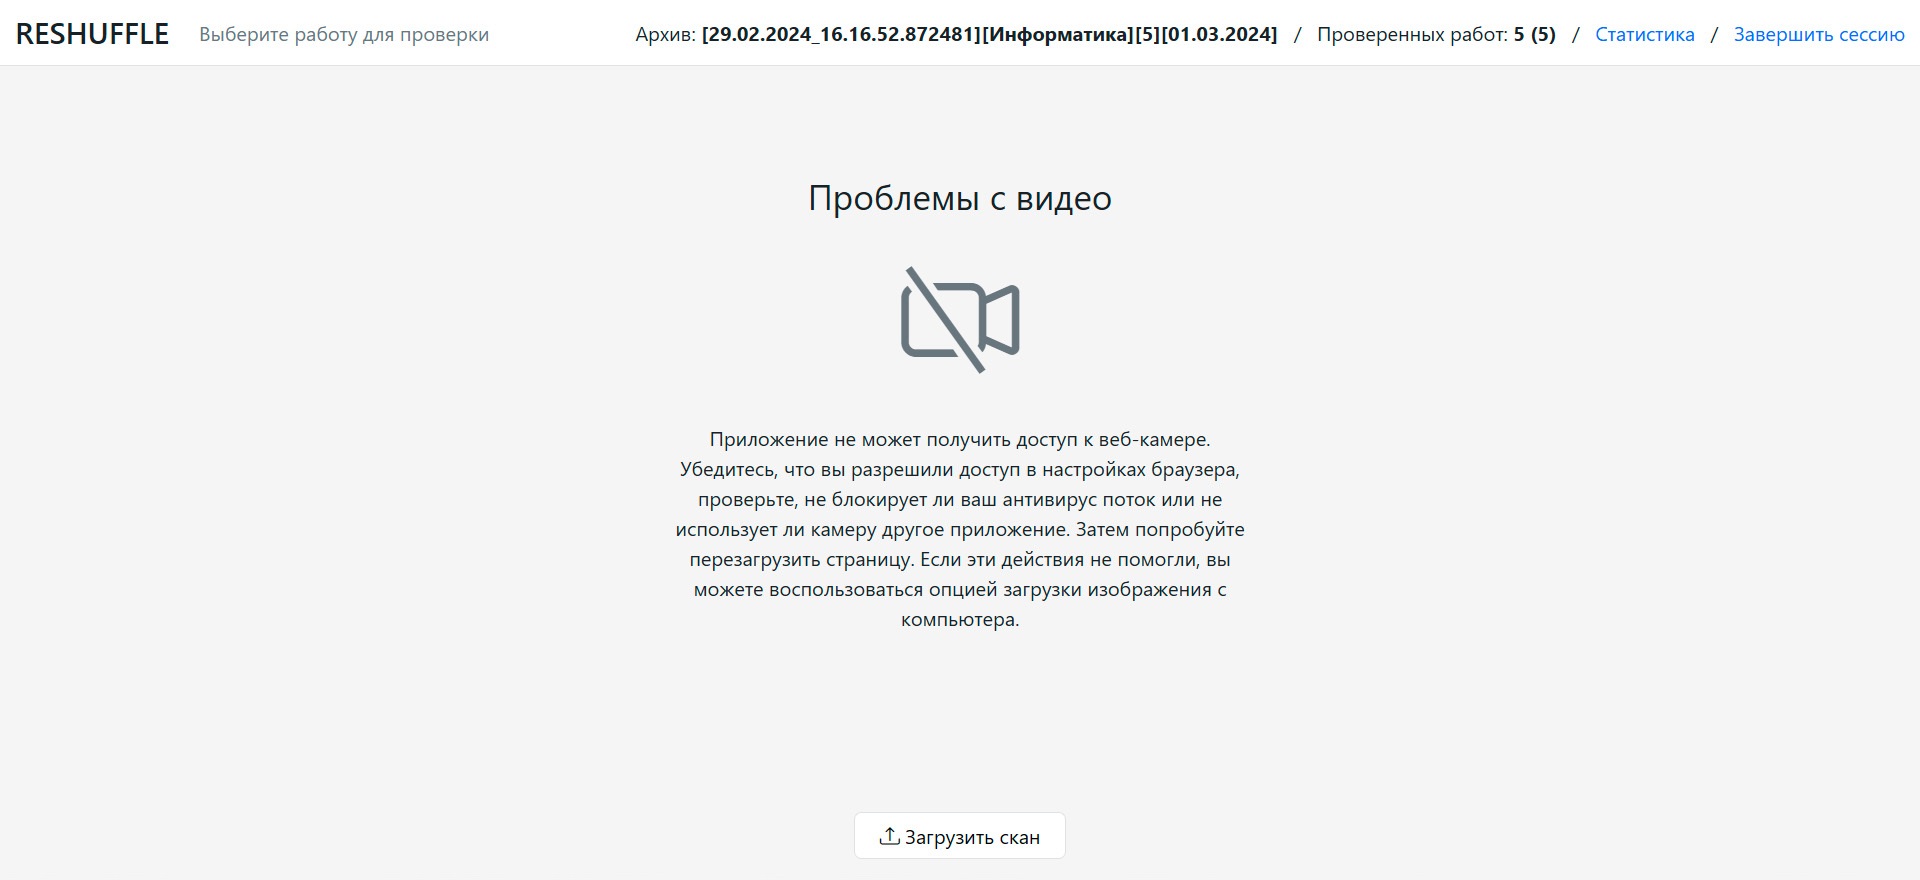 RESHUFFLE Выберите работу для проверки Архив: [29.02.2024_16.16.52.872481][Информатика][5][01.03.2024] / Проверенных работ: 5 (5) / Статистика / Завершить сессию
Проблемы с видео
Приложение не может получить доступ к веб-камере.
Убедитесь, что вы разрешили доступ в настройках браузера,
проверьте, не блокирует ли ваш антивирус поток или не
использует ли камеру другое приложение. Затем попробуйте
перезагрузить страницу. Если эти действия не помогли, вы
можете воспользоваться опцией загрузки изображения с
компьютера.
Загрузить скан